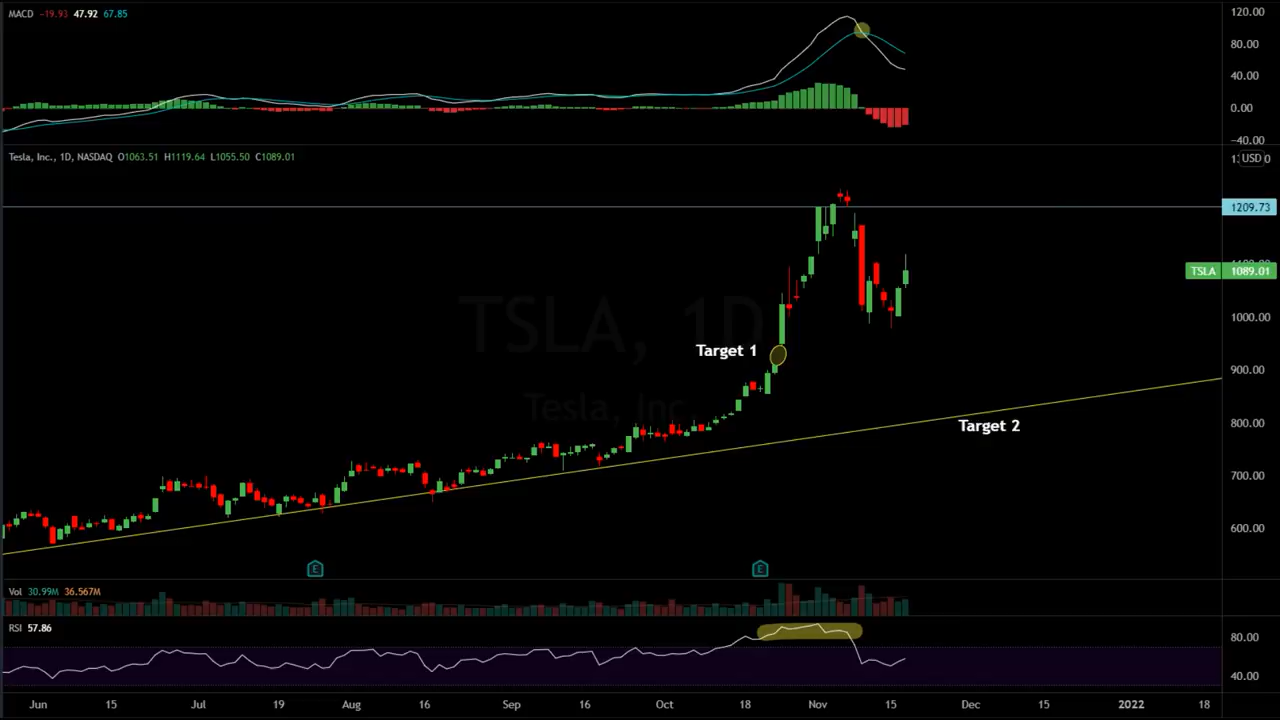 MACD -19.93 47.92 67.85
120.00
80.00
40.00
0.00
-40.00
Tesla, Inc., 1D, NASDAQ O1063.51 H1119.64 L1055.50 C1089.01
USD
1209.73
TSLA 1089.01
1000.00
TSLA, 1D
Target 1
900.00
Tesla, Inc.
800.00
Target 2
700.00
600.00
E
E
Vol 30.99M 36.567M
RSI 57.86
80.00
40.00
Jun 15 Jul 19 Aug 16 Sep 16 Oct 18 Nov 15 Dec 15 2022 18